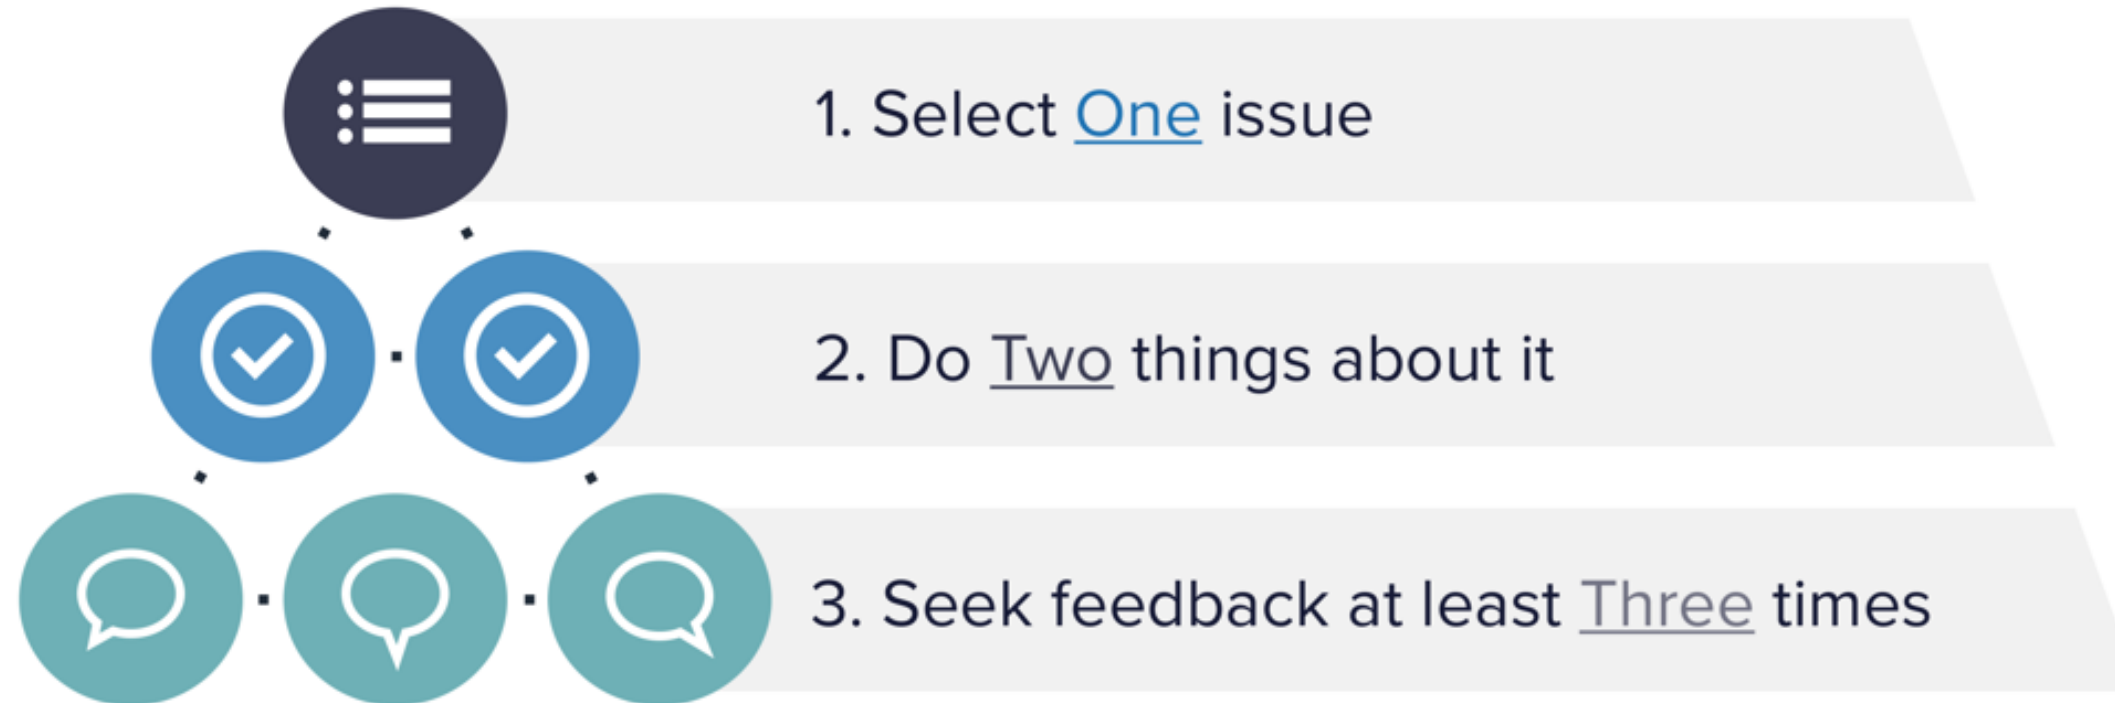 1. Select One issue
2. Do Two things about it
3. Seek feedback at least Three times